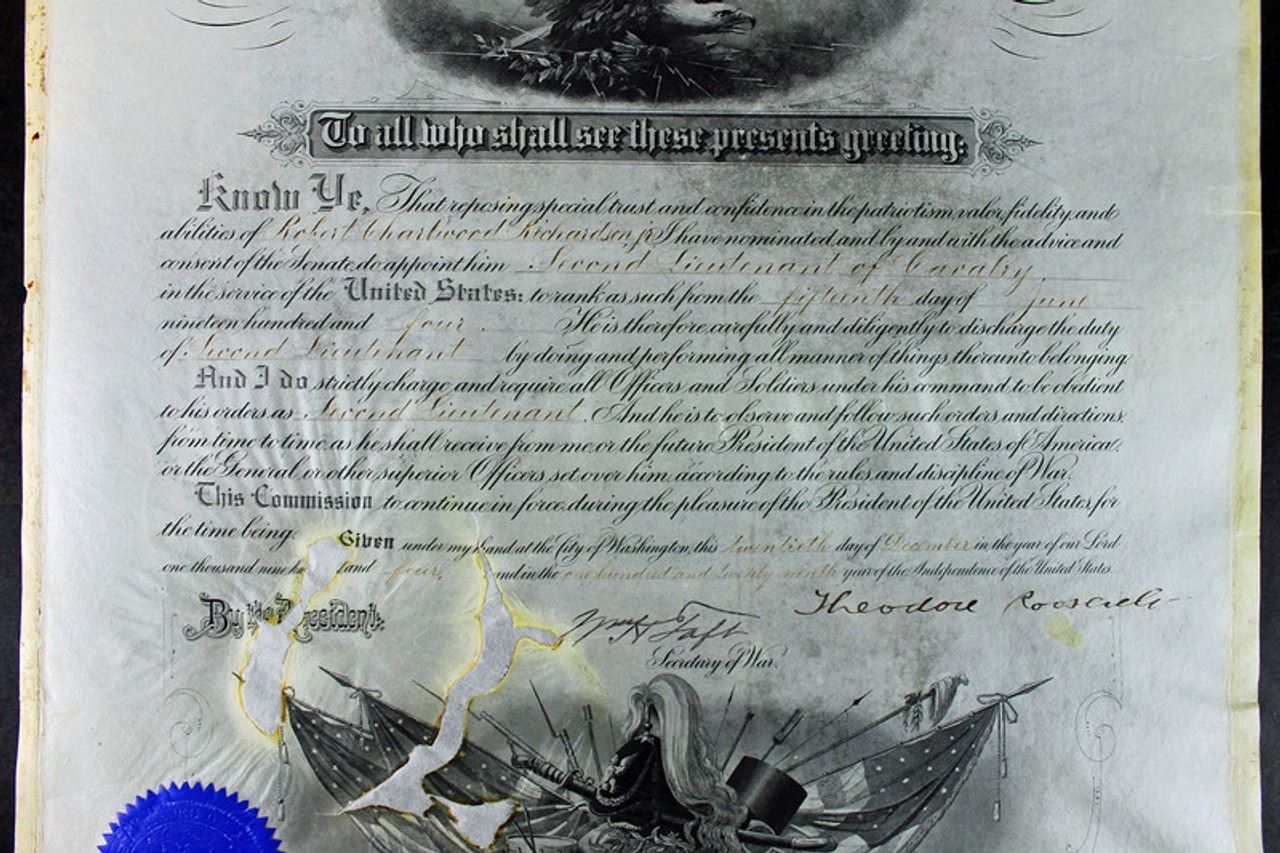 To all who shall see these presents greeting:
Know Ye, That reposing special trust and confidence in the patriotism, valor, fidelity and
abilities of Robert Charlwood Richardson, jr I have nominated, and by and with the advice and
consent of the Senate, do appoint him Second Lieutenant of Cavalry,
in the service of the United States: to rank as such from the fifteenth day of June
nineteen hundred and four. He is therefore, carefully and diligently to discharge the duty
of Second Lieutenant by doing and performing all manner of things thereunto belonging.
And I do strictly charge, and require all Officers and Soldiers under his command, to be obedient
to his orders as Second Lieutenant. And he is to observe and follow such orders and directions,
from time to time, as he shall receive from me, or the future President of the United States of America,
or the General or other superior Officers set over him, according to the rules and discipline of War.
This Commission to continue in force, during the pleasure of the President of the United States, for
the time being.
Given under my hand at the City of Washington, this twentieth day of December in the year of our Lord
one thousand nine and four, and in the one hundred and twenty ninth year of the Independence of the United States.
Theodore Roosevelt
By the President:
Wm H Taft
Secretary of War.